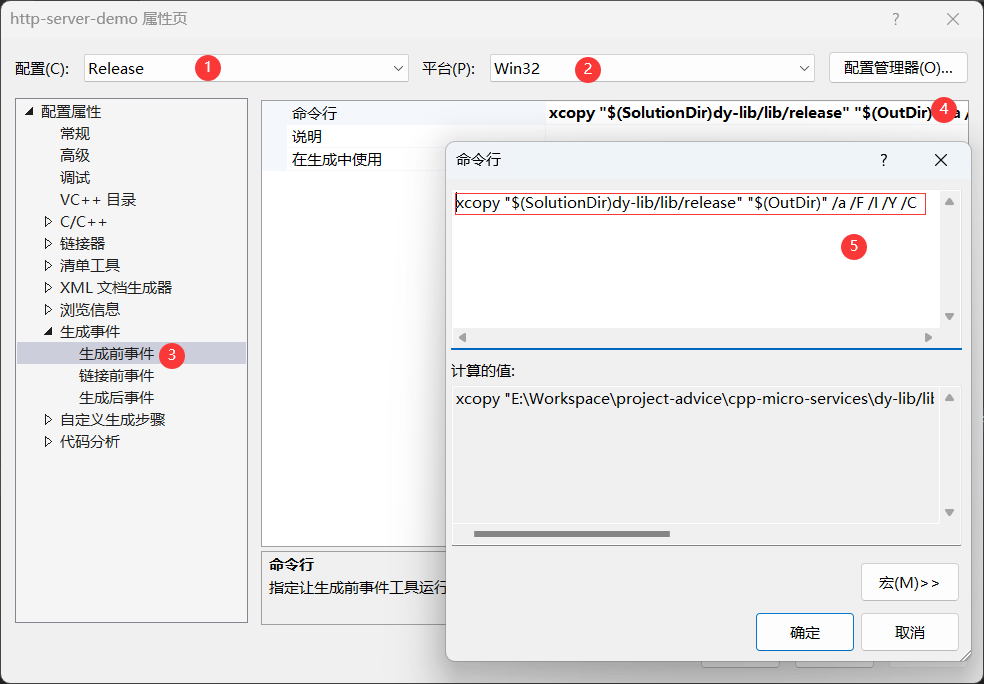 http-server-demo 属性页
配置(C): Release 1 平台(P): Win32 2 配置管理器(O)...
配置属性
常规
高级
调试
VC++ 目录
C/C++
链接器
清单工具
XML 文档生成器
浏览信息
生成事件
生成前事件 3
链接前事件
生成后事件
自定义生成步骤
代码分析
命令行 xcopy "$(SolutionDir)dy-lib/lib/release" "$(OutDir) 4 a /
说明
在生成中使用
命令行
指定让生成前事件工具运行
命令行 ?
xcopy "$(SolutionDir)dy-lib/lib/release" "$(OutDir)" /a /F /I /Y /C
5
计算的值:
xcopy "E:\Workspace\project-advice\cpp-micro-services\dy-lib/lib
宏(M)>>
确定 取消